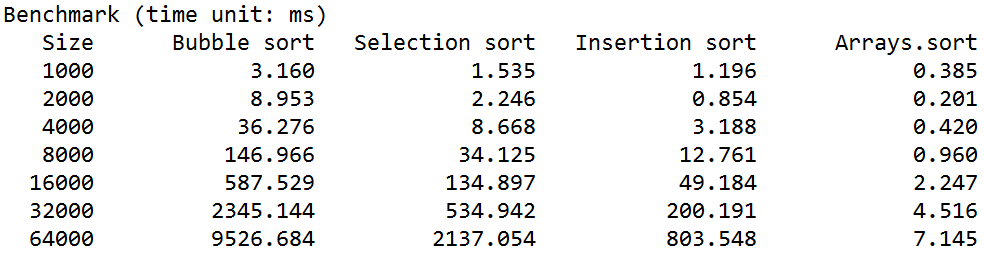 Benchmark (time unit: ms)
Size Bubble sort Selection sort Insertion sort Arrays.sort
1000 3.160 1.535 1.196 0.385
2000 8.953 2.246 0.854 0.201
4000 36.276 8.668 3.188 0.420
8000 146.966 34.125 12.761 0.960
16000 587.529 134.897 49.184 2.247
32000 2345.144 534.942 200.191 4.516
64000 9526.684 2137.054 803.548 7.145